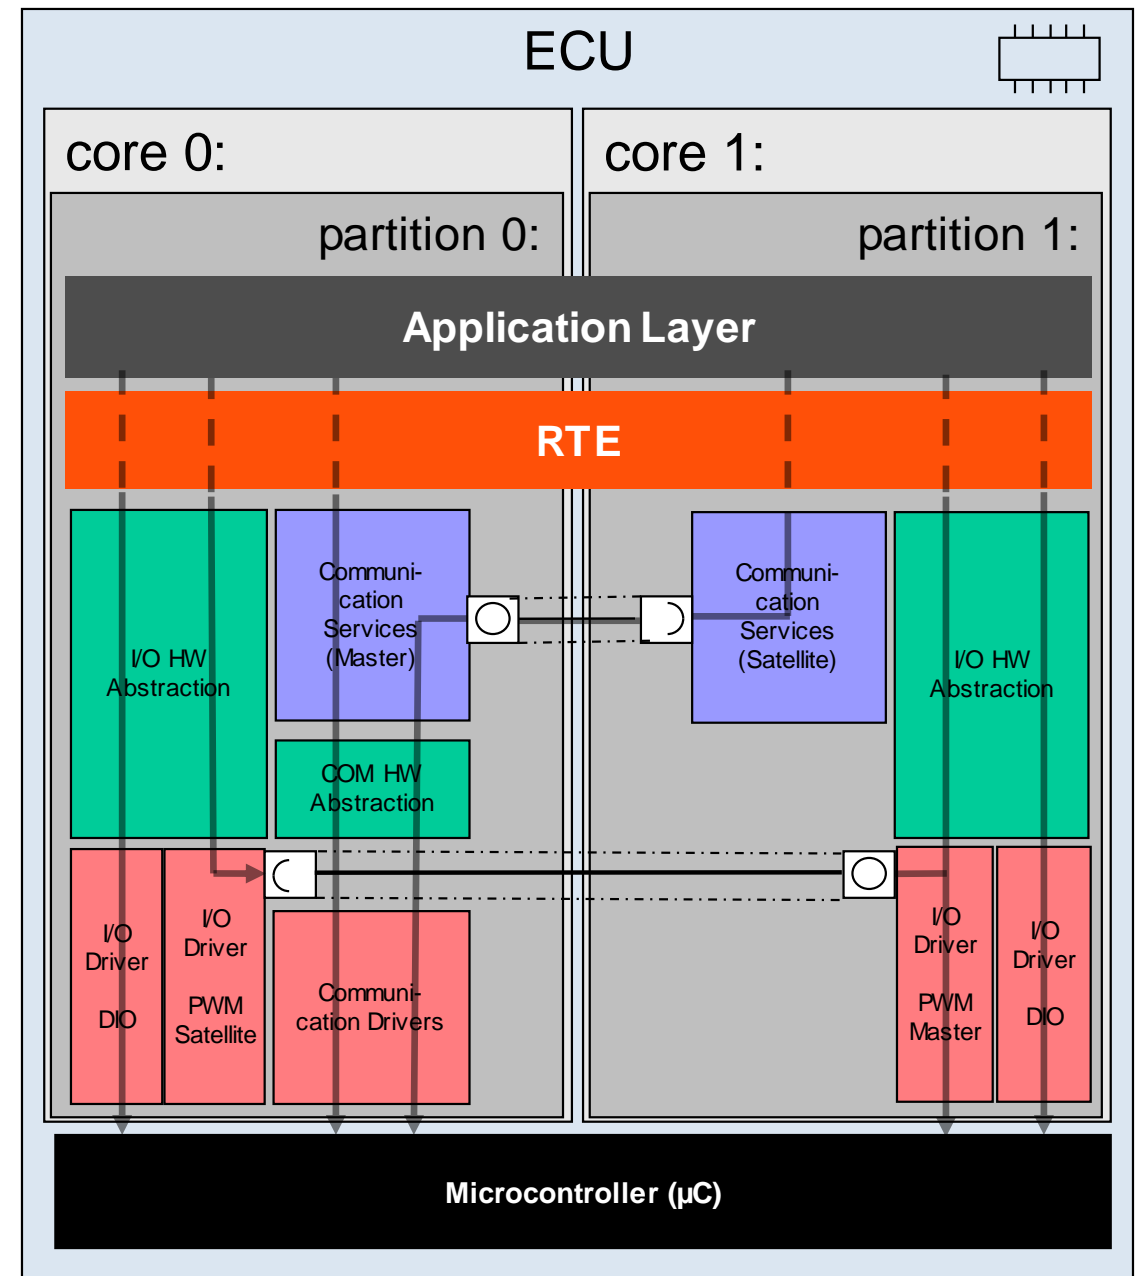 ECU
core 0:
core 1:
partition 0:
partition 1:
Application Layer
RTE
I/O HW
Abstraction
Communi-
cation
Services
(Master)
Communi-
cation
Services
(Satellite)
I/O HW
Abstraction
COM HW
Abstraction
I/O
Driver
DIO
I/O
Driver
PWM
Satellite
Communi-
cation Drivers
I/O
Driver
PWM
Master
I/O
Driver
DIO
Microcontroller (µC)